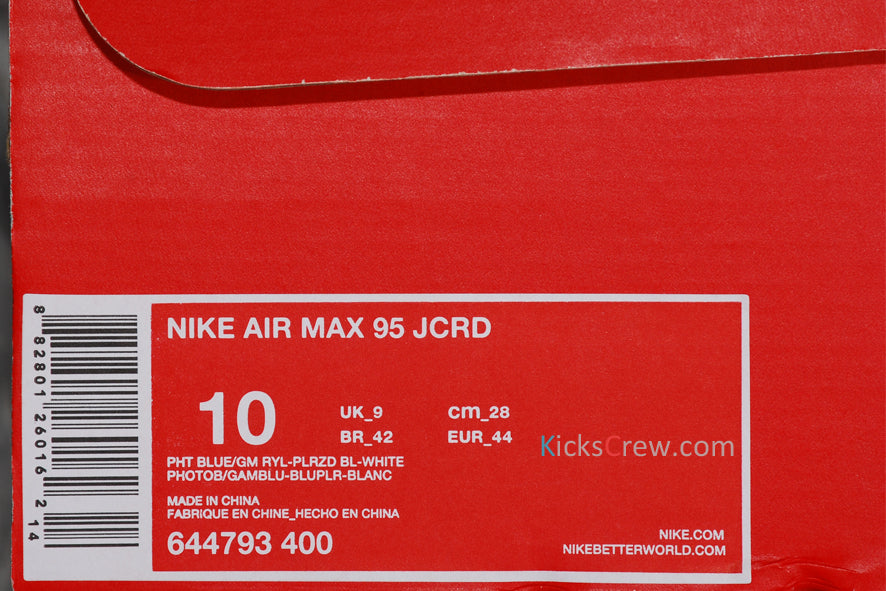 NIKE AIR MAX 95 JCRD
10
UK_9
cm_28
BR_42
EUR_44
KicksCrew.com
PHT BLUE/GM RYL-PLRZD BL-WHITE
PHOTOB/GAMBLU-BLUPLR-BLANC
MADE IN CHINA
FABRIQUE EN CHINE_HECHO EN CHINA
644793 400
NIKE.COM
NIKEBETTERWORLD.COM
8 82801 26016 2 14